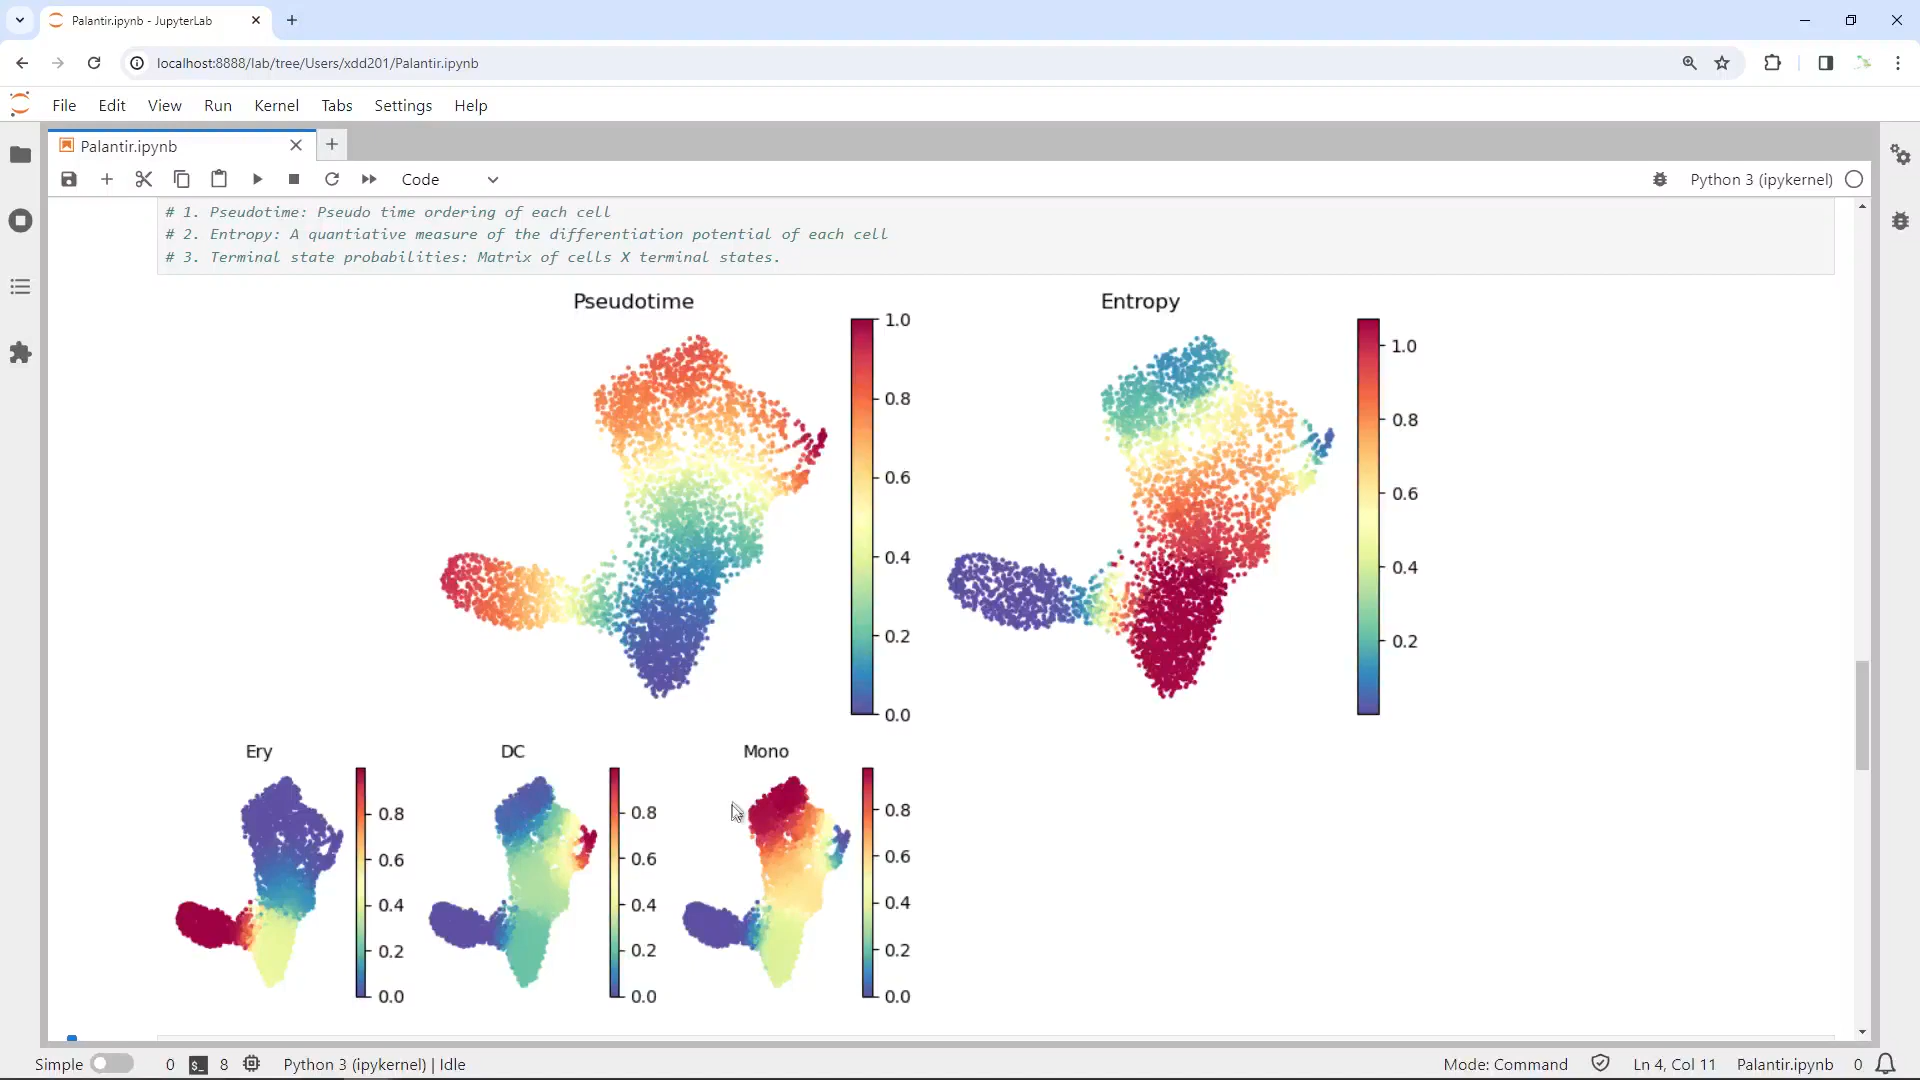 Palantir.ipynb - JupyterLab
localhost:8888/lab/tree/Users/xdd201/Palantir.ipynb
File Edit View Run Kernel Tabs Settings Help
Palantir.ipynb
Code
Python 3 (ipykernel)
# 1. Pseudotime: Pseudo time ordering of each cell
# 2. Entropy: A quantiative measure of the differentiation potential of each cell
# 3. Terminal state probabilities: Matrix of cells X terminal states.
Pseudotime
1.0
0.8
0.6
0.4
0.2
0.0
Entropy
1.0
0.8
0.6
0.4
0.2
Ery
0.8
0.6
0.4
0.2
0.0
DC
0.8
0.6
0.4
0.2
0.0
Mono
0.8
0.6
0.4
0.2
0.0
Simple 0 $_ 8 Python 3 (ipykernel) | Idle Mode: Command Ln 4, Col 11 Palantir.ipynb 0